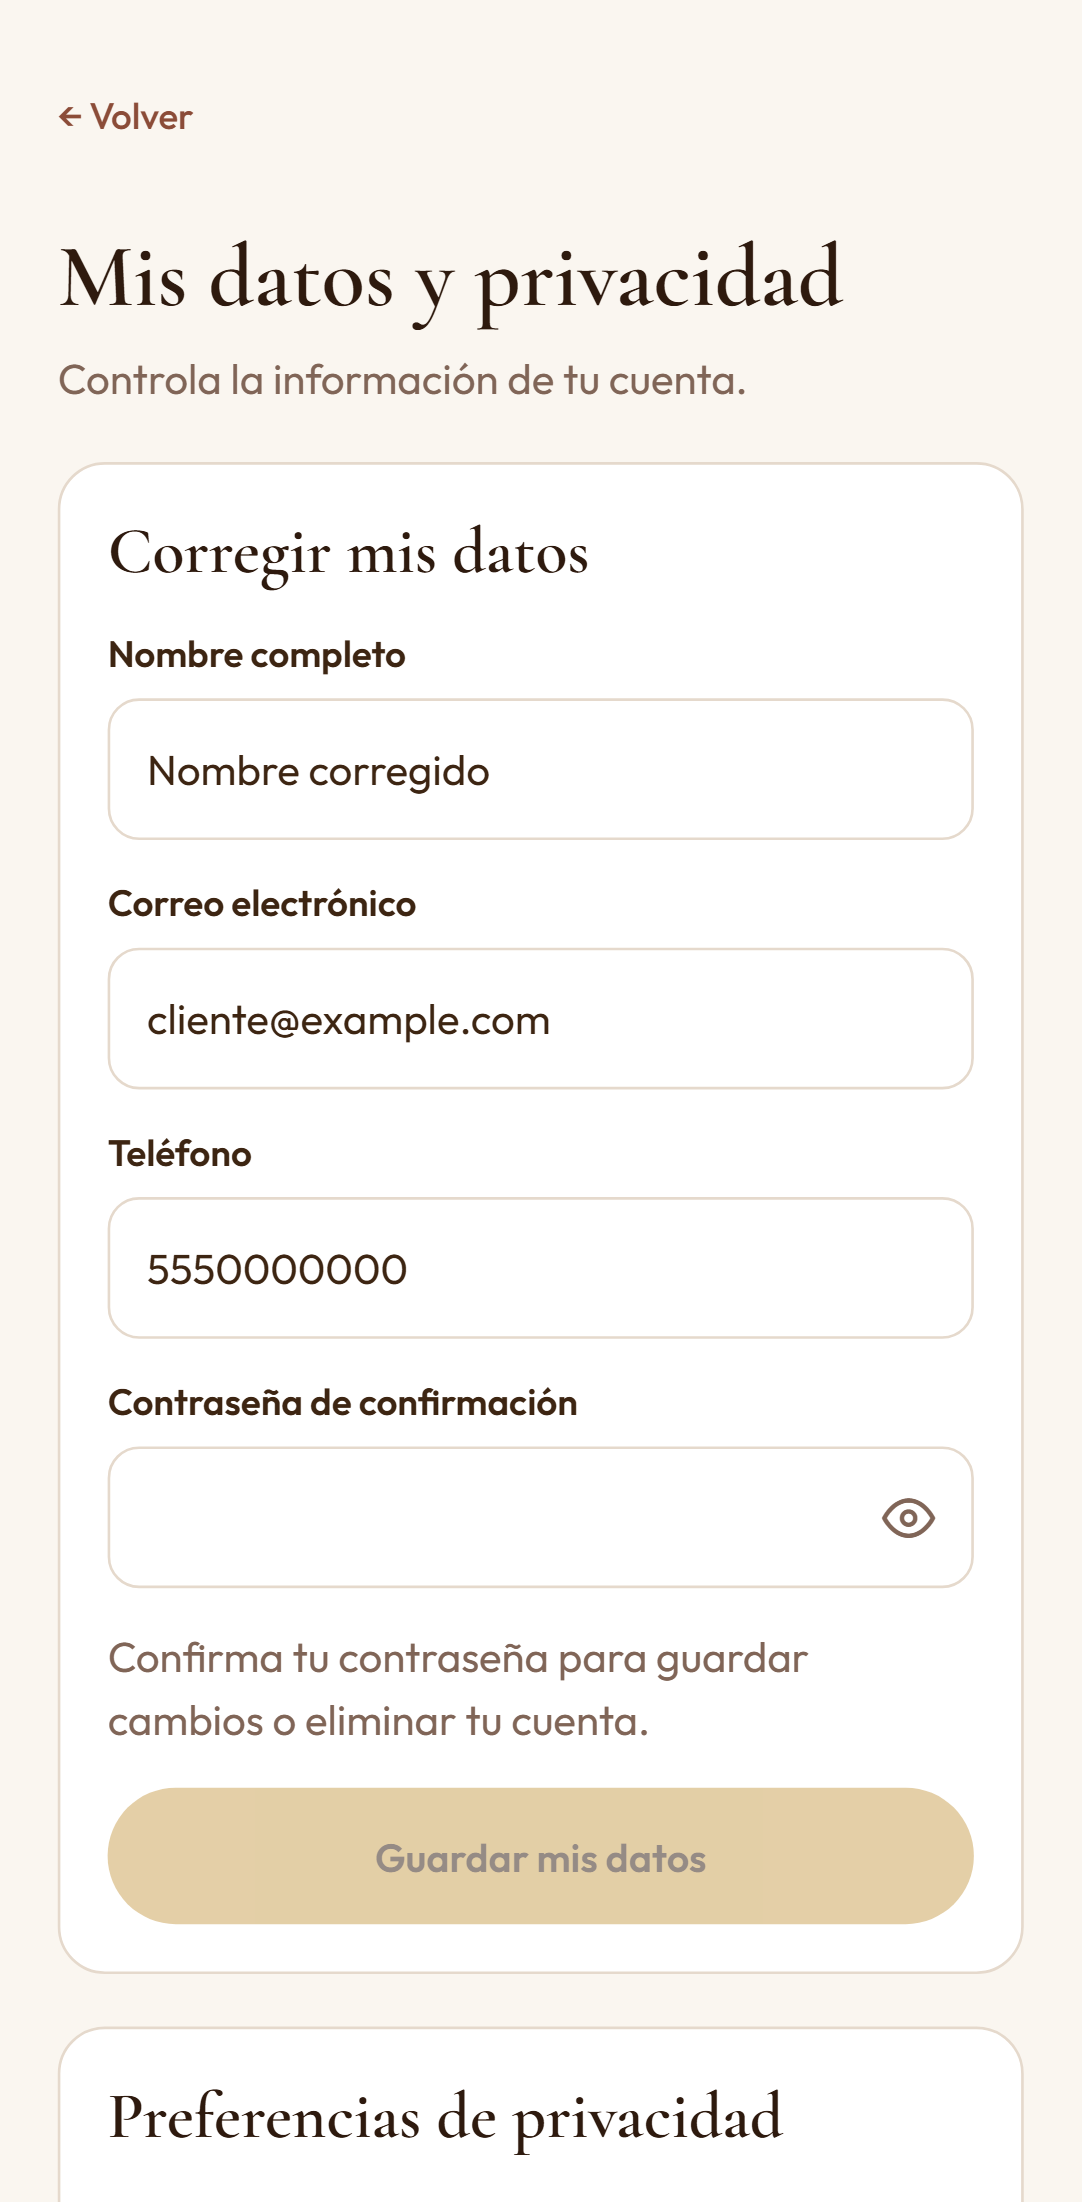 ← Volver
Mis datos y privacidad
Controla la información de tu cuenta.
Corregir mis datos
Nombre completo
Nombre corregido
Correo electrónico
cliente@example.com
Teléfono
5550000000
Contraseña de confirmación
Confirma tu contraseña para guardar
cambios o eliminar tu cuenta.
Guardar mis datos
Preferencias de privacidad